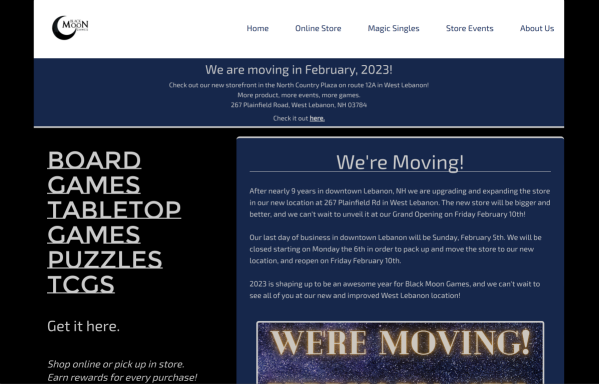 BLACK
MOON
GAMES
Home Online Store Magic Singles Store Events About Us
We are moving in February, 2023!
Check out our new storefront in the North Country Plaza on route 12A in West Lebanon!
More product, more events, more games.
267 Plainfield Road, West Lebanon, NH 03784
Check it out here.
BOARD
GAMES
TABLETOP
GAMES
PUZZLES
TCGS
Get it here.
Shop online or pick up in store.
Earn rewards for every purchase!
We're Moving!
After nearly 9 years in downtown Lebanon, NH we are upgrading and expanding the store
in our new location at 267 Plainfield Rd in West Lebanon. The new store will be bigger and
better, and we can't wait to unveil it at our Grand Opening on Friday February 10th!
Our last day of business in downtown Lebanon will be Sunday, February 5th. We will be
closed starting on Monday the 6th in order to pack up and move the store to our new
location, and reopen on Friday February 10th.
2023 is shaping up to be an awesome year for Black Moon Games, and we can't wait to
see all of you at our new and improved West Lebanon location!
WERE MOVING!